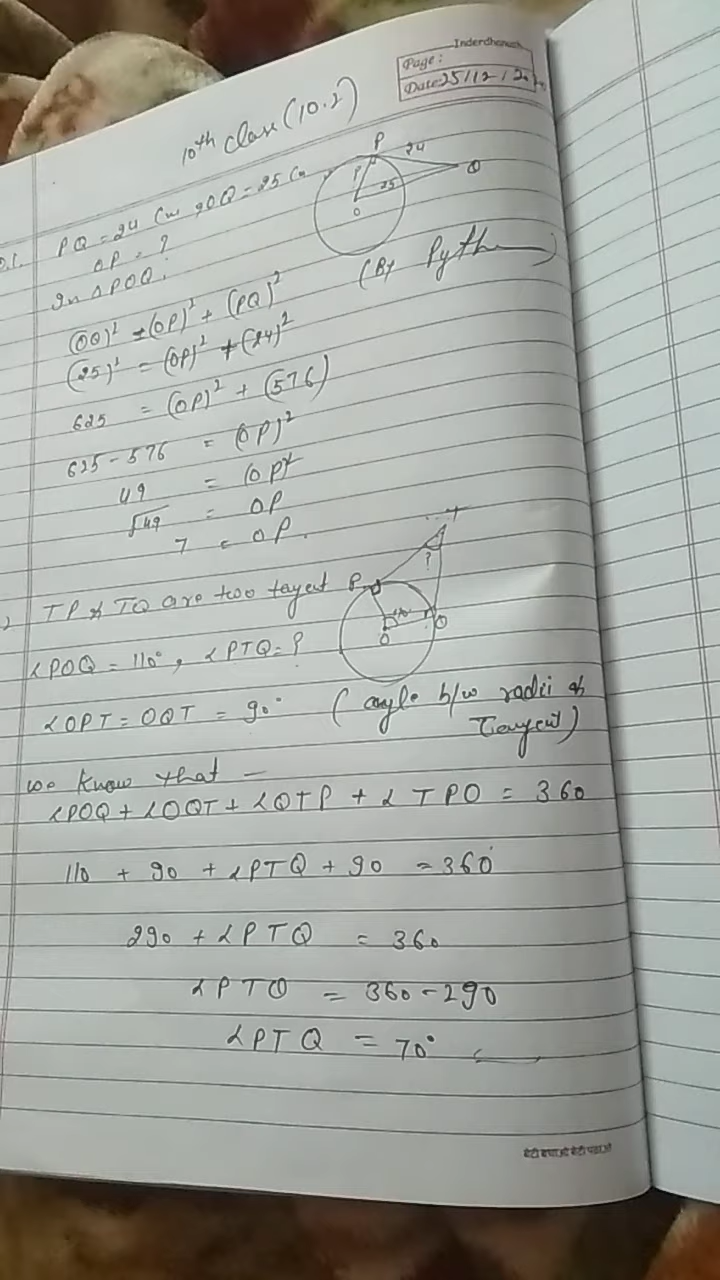 Inderdhanush
Page:
Date: 25/12/20
10th Class (10.2)
Q.1. PQ = 24 Cm, OQ = 25 Cm
OP = ?
In △POQ:
P 24
25 Q
O
(OQ)² = (OP)² + (PQ)² (By Pyth
(25)² = (OP)² + (24)²
625 = (OP)² + (576)
625 - 576 = (OP)²
49 = (OP)²
√49 = OP
7 = OP.
T
?
P
O 110 Q
TP & TQ are two tangent
∠POQ = 110°, ∠PTQ = ?
∠OPT = OQT = 90° (angle b/w radii &
Tangent)
We Know that -
∠POQ + ∠OQT + ∠QTP + ∠TPO = 360
110 + 90 + ∠PTQ + 90 = 360
290 + ∠PTQ = 360
∠PTQ = 360 - 290
∠PTQ = 70°
बेटी बचाओ बेटी पढ़ाओ